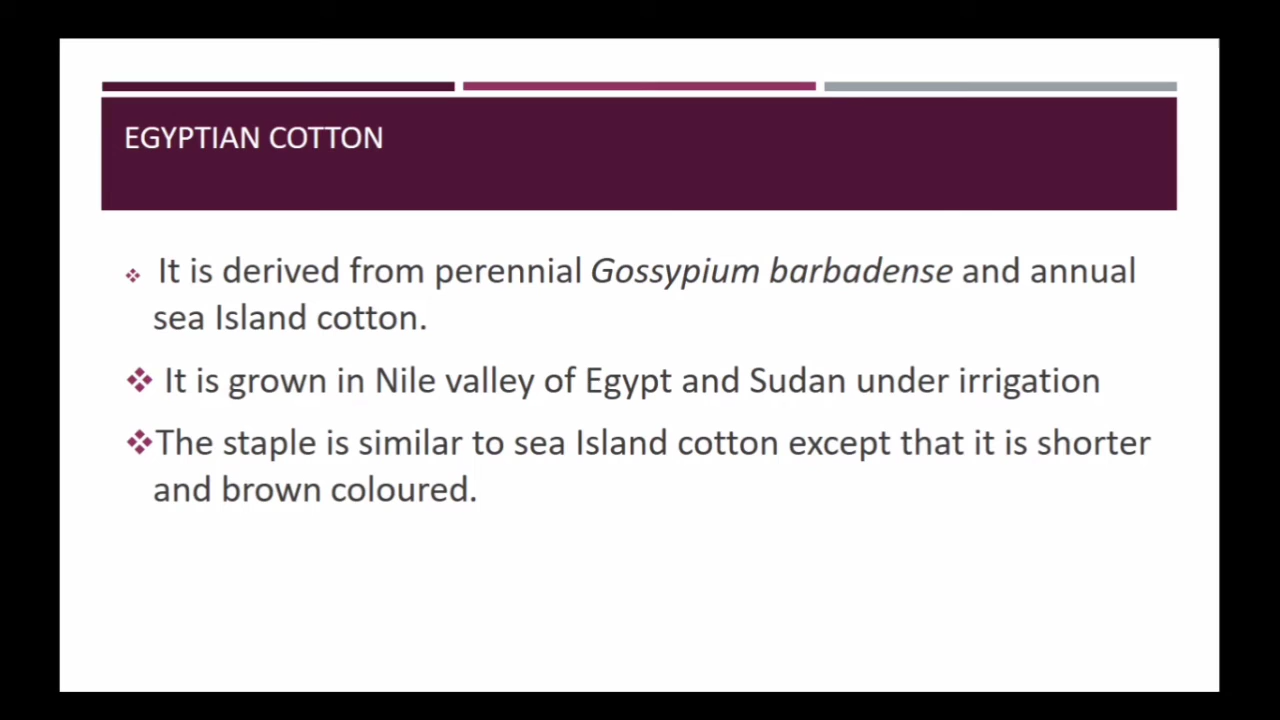 EGYPTIAN COTTON
❖ It is derived from perennial Gossypium barbadense and annual
sea Island cotton.
❖ It is grown in Nile valley of Egypt and Sudan under irrigation
❖The staple is similar to sea Island cotton except that it is shorter
and brown coloured.